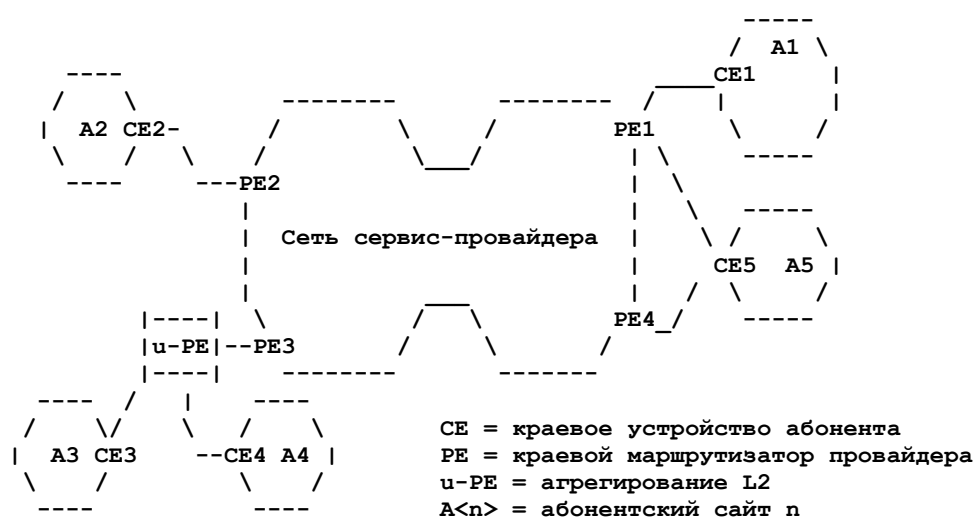 A1
CE1
A2 CE2
PE1
PE2
Сеть сервис-провайдера
CE5 A5
PE4
u-PE PE3
A3 CE3 CE4 A4
CE = краевое устройство абонента
PE = краевой маршрутизатор провайдера
u-PE = агрегирование L2
A<n> = абонентский сайт n